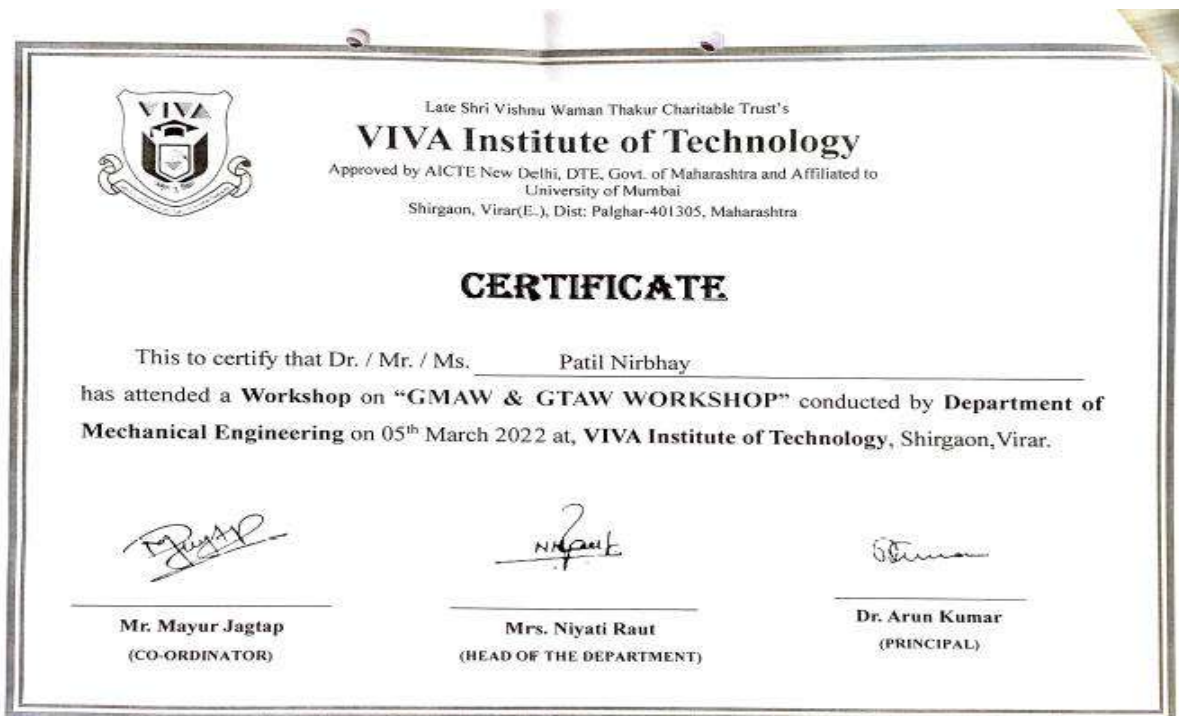 VIVA
Late Shri Vishnu Waman Thakur Charitable Trust's
VIVA Institute of Technology
Approved by AICTE New Delhi, DTE, Govt. of Maharashtra and Affiliated to
University of Mumbai
Shirgaon, Virar(E.), Dist: Palghar-401305, Maharashtra
CERTIFICATE
This to certify that Dr. / Mr. / Ms. Patil Nirbhay
has attended a Workshop on “GMAW & GTAW WORKSHOP” conducted by Department of
Mechanical Engineering on 05th March 2022 at, VIVA Institute of Technology, Shirgaon,Virar.
Mr. Mayur Jagtap
(CO-ORDINATOR)
Mrs. Niyati Raut
(HEAD OF THE DEPARTMENT)
Dr. Arun Kumar
(PRINCIPAL)